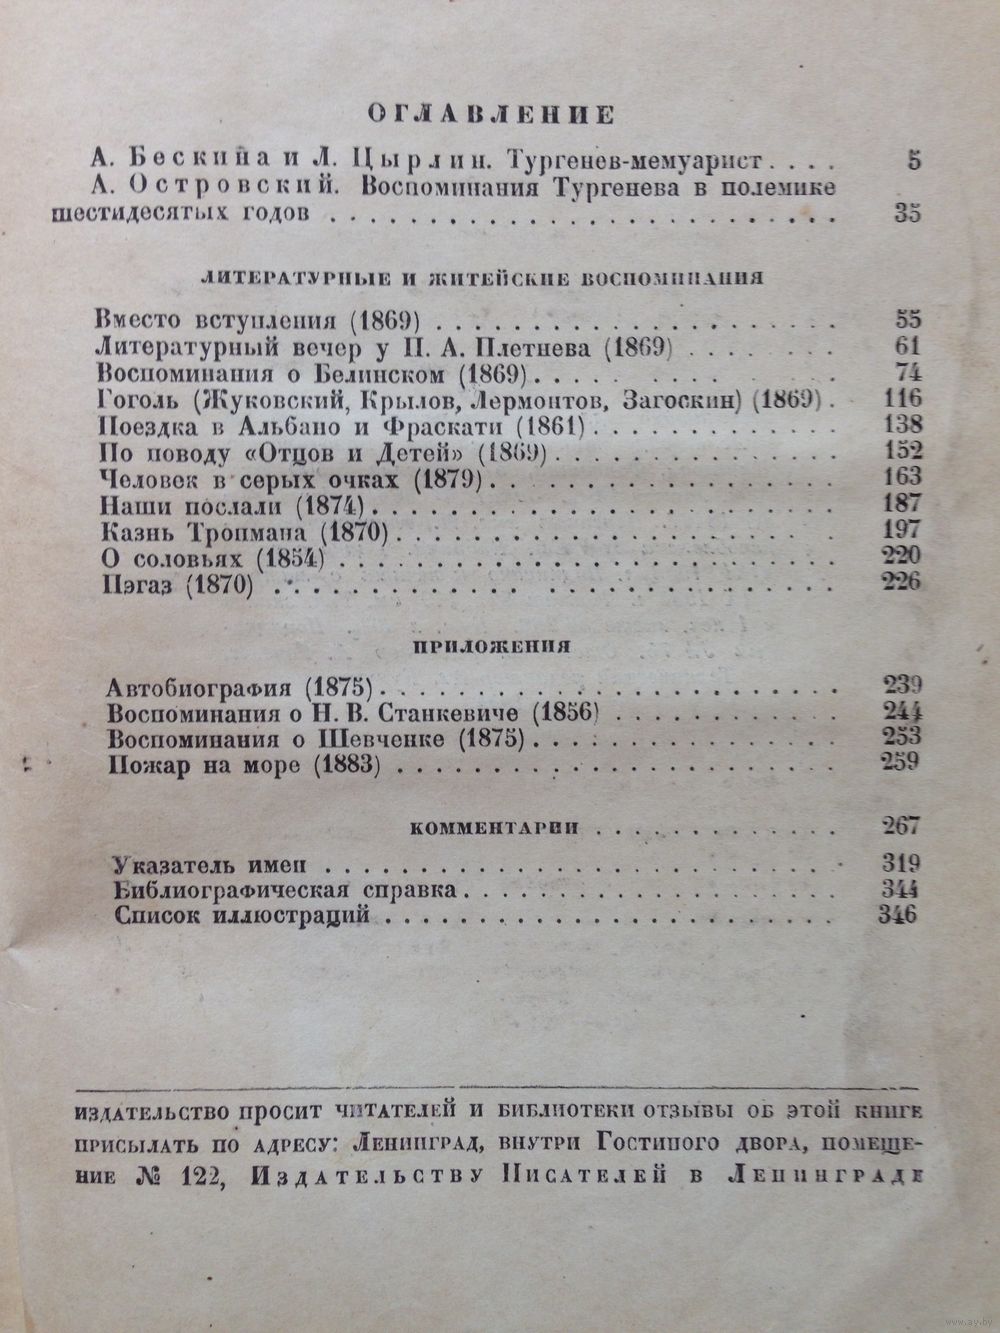 ОГЛАВЛЕНИЕ
А. Бескина и Л. Цырлин. Тургенев-мемуарист. . . . 5
А. Островский. Воспоминания Тургенева в полемике
шестидесятых годов . . . . . . . . . . . . . . . . . . . 35
ЛИТЕРАТУРНЫЕ И ЖИТЕЙСКИЕ ВОСПОМИНАНИЯ
Вместо вступления (1869) . . . . . . . . . . . . . . . 55
Литературный вечер у П. А. Плетнева (1869) . . . . . . 61
Воспоминания о Белинском (1869). . . . . . . . . . . . 74
Гоголь (Жуковский, Крылов, Лермонтов, Загоскин) (1869). 116
Поездка в Альбано и Фраскати (1861). . . . . . . . . . 138
По поводу «Отцов и Детей» (1869). . . . . . . . . . . 152
Человек в серых очках (1879). . . . . . . . . . . . . 163
Наши послали (1874). . . . . . . . . . . . . . . . . . 187
Казнь Тропмана (1870). . . . . . . . . . . . . . . . . 197
О соловьях (1854) . . . . . . . . . . . . . . . . . . 220
Пэгаз (1870) . . . . . . . . . . . . . . . . . . . . . 226
ПРИЛОЖЕНИЯ
Автобиография (1875). . . . . . . . . . . . . . . . . 239
Воспоминания о Н. В. Станкевиче (1856) . . . . . . . . 244
Воспоминания о Шевченке (1875). . . . . . . . . . . . 253
Пожар на море (1883) . . . . . . . . . . . . . . . . . 259
КОММЕНТАРИИ . . . . . . . . . . 267
Указатель имен . . . . . . . . . . . . . . . . . . . . 319
Библиографическая справка. . . . . . . . . . . . . . . 344
Список иллюстраций . . . . . . . . . . . . . . . . . . 346
ИЗДАТЕЛЬСТВО ПРОСИТ ЧИТАТЕЛЕЙ И БИБЛИОТЕКИ ОТЗЫВЫ ОБ ЭТОЙ КНИГЕ
ПРИСЫЛАТЬ ПО АДРЕСУ: ЛЕНИНГРАД, ВНУТРИ ГОСТИНОГО ДВОРА, ПОМЕЩЕ-
НИЕ № 122, ИЗДАТЕЛЬСТВУ ПИСАТЕЛЕЙ В ЛЕНИНГРАДЕ
www.ay.by